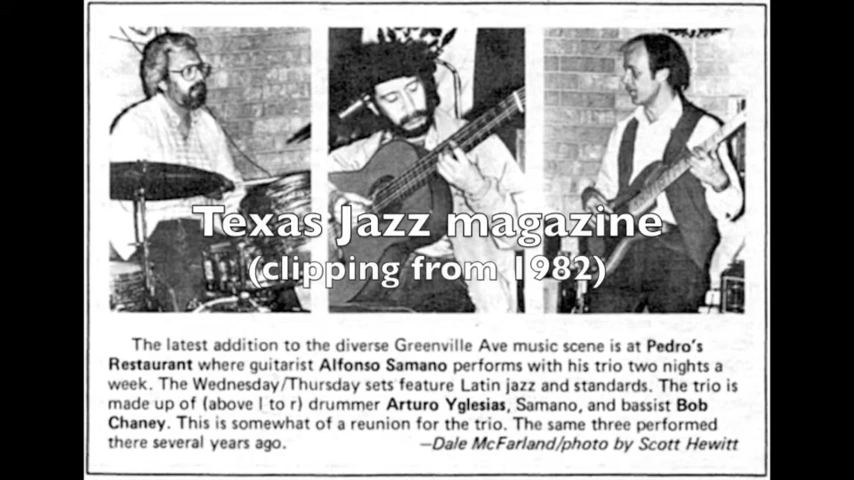 Texas Jazz magazine
(clipping from 1982)
The latest addition to the diverse Greenville Ave music scene is at Pedro's
Restaurant where guitarist Alfonso Samano performs with his trio two nights a
week. The Wednesday/Thursday sets feature Latin jazz and standards. The trio is
made up of (above l to r) drummer Arturo Yglesias, Samano, and bassist Bob
Chaney. This is somewhat of a reunion for the trio. The same three performed
there several years ago. —Dale McFarland/photo by Scott Hewitt